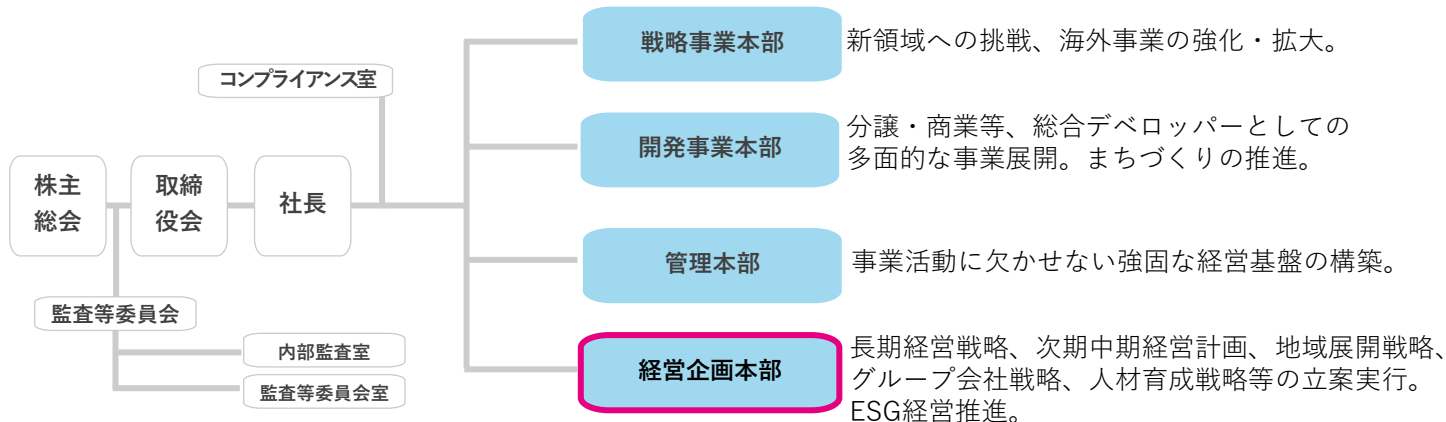 コンプライアンス室
株主
総会
取締
役会
社長
監査等委員会
内部監査室
監査等委員会室
戦略事業本部
新領域への挑戦、海外事業の強化・拡大。
開発事業本部
分譲・商業等、総合デベロッパーとしての
多面的な事業展開。まちづくりの推進。
管理本部
事業活動に欠かせない強固な経営基盤の構築。
経営企画本部
長期経営戦略、次期中期経営計画、地域展開戦略、
グループ会社戦略、人材育成戦略等の立案実行。
ESG経営推進。